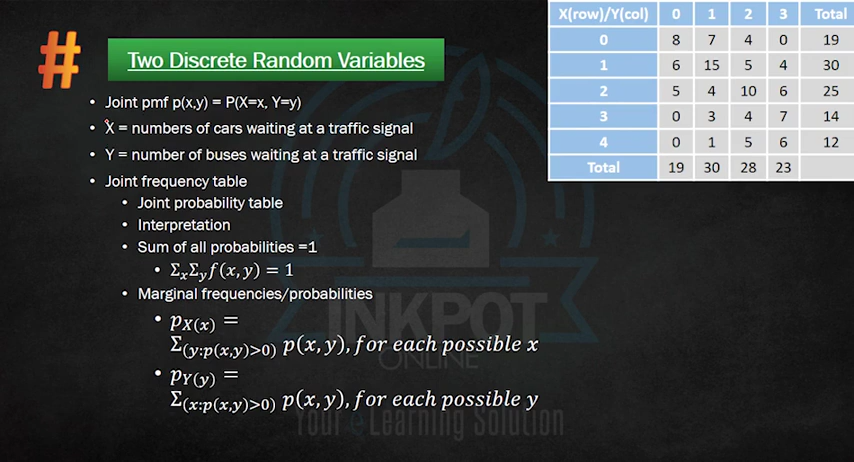 #
Two Discrete Random Variables
• Joint pmf p(x,y) = P(X=x, Y=y)
• X = numbers of cars waiting at a traffic signal
• Y = number of buses waiting at a traffic signal
• Joint frequency table
• Joint probability table
• Interpretation
• Sum of all probabilities =1
• Σ_xΣ_y f(x, y) = 1
• Marginal frequencies/probabilities
• p_X(x) =
Σ_(y:p(x,y)>0) p(x, y), for each possible x
• p_Y(y) =
Σ_(x:p(x,y)>0) p(x, y), for each possible y
X(row)/Y(col) 0 1 2 3 Total
0 8 7 4 0 19
1 6 15 5 4 30
2 5 4 10 6 25
3 0 3 4 7 14
4 0 1 5 6 12
Total 19 30 28 23
INKPOT
ONLINE
Your eLearning Solution